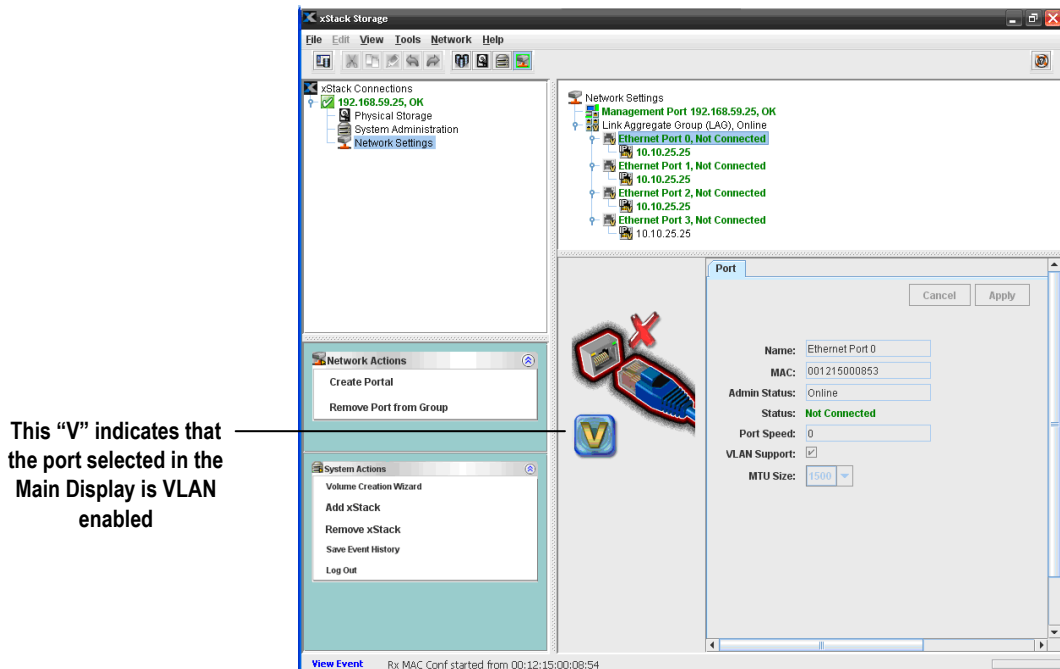 xStack Storage
File Edit View Tools Network Help
xStack Connections
192.168.59.25, OK
Physical Storage
System Administration
Network Settings
Network Settings
Management Port 192.168.59.25, OK
Link Aggregate Group (LAG), Online
Ethernet Port 0, Not Connected
10.10.25.25
Ethernet Port 1, Not Connected
10.10.25.25
Ethernet Port 2, Not Connected
10.10.25.25
Ethernet Port 3, Not Connected
10.10.25.25
Network Actions
Create Portal
Remove Port from Group
System Actions
Volume Creation Wizard
Add xStack
Remove xStack
Save Event History
Log Out
This “V” indicates that
the port selected in the
Main Display is VLAN
enabled
V
Port
Cancel Apply
Name: Ethernet Port 0
MAC: 001215000853
Admin Status: Online
Status: Not Connected
Port Speed: 0
VLAN Support:
MTU Size: 1500
View Event Rx MAC Conf started from 00:12:15:00:08:54